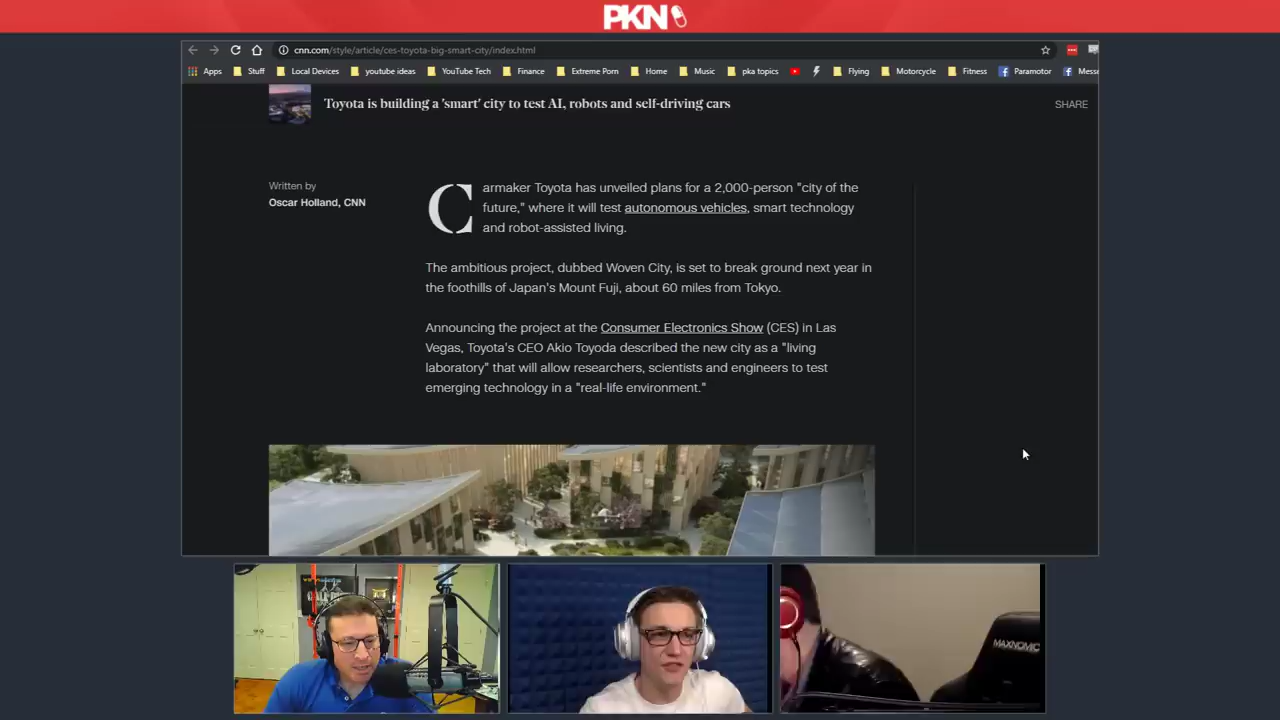 PKN
cnn.com/style/article/ces-toyota-big-smart-city/index.html
Apps Stuff Local Devices youtube ideas YouTube Tech Finance Extreme Porn Home Music pka topics Flying Motorcycle Fitness Paramotor Messe
Toyota is building a 'smart' city to test AI, robots and self-driving cars
SHARE
Written by
Oscar Holland, CNN
Carmaker Toyota has unveiled plans for a 2,000-person "city of the
future," where it will test autonomous vehicles, smart technology
and robot-assisted living.
The ambitious project, dubbed Woven City, is set to break ground next year in
the foothills of Japan's Mount Fuji, about 60 miles from Tokyo.
Announcing the project at the Consumer Electronics Show (CES) in Las
Vegas, Toyota's CEO Akio Toyoda described the new city as a "living
laboratory" that will allow researchers, scientists and engineers to test
emerging technology in a "real-life environment."
MAXNOMIC